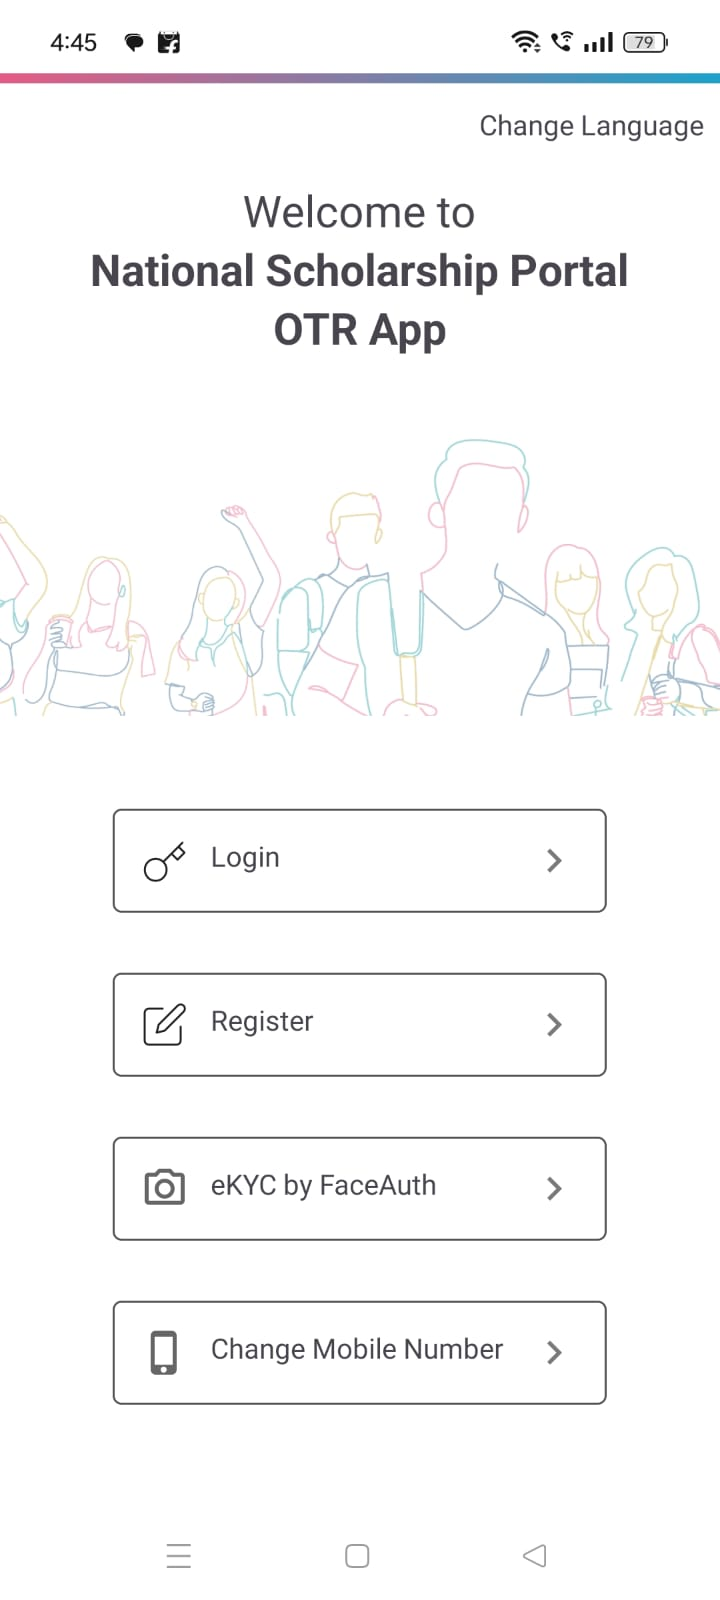 4:45
79
Change Language
Welcome to
National Scholarship Portal
OTR App
Login
Register
eKYC by FaceAuth
Change Mobile Number